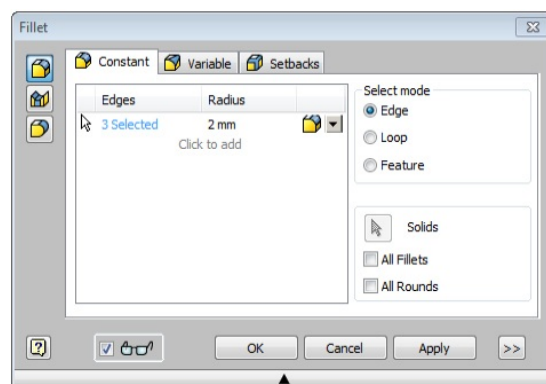 Fillet
Constant
Variable
Setbacks
Edges Radius
3 Selected 2 mm
Click to add
Select mode
Edge
Loop
Feature
Solids
All Fillets
All Rounds
?
OK
Cancel
Apply
>>